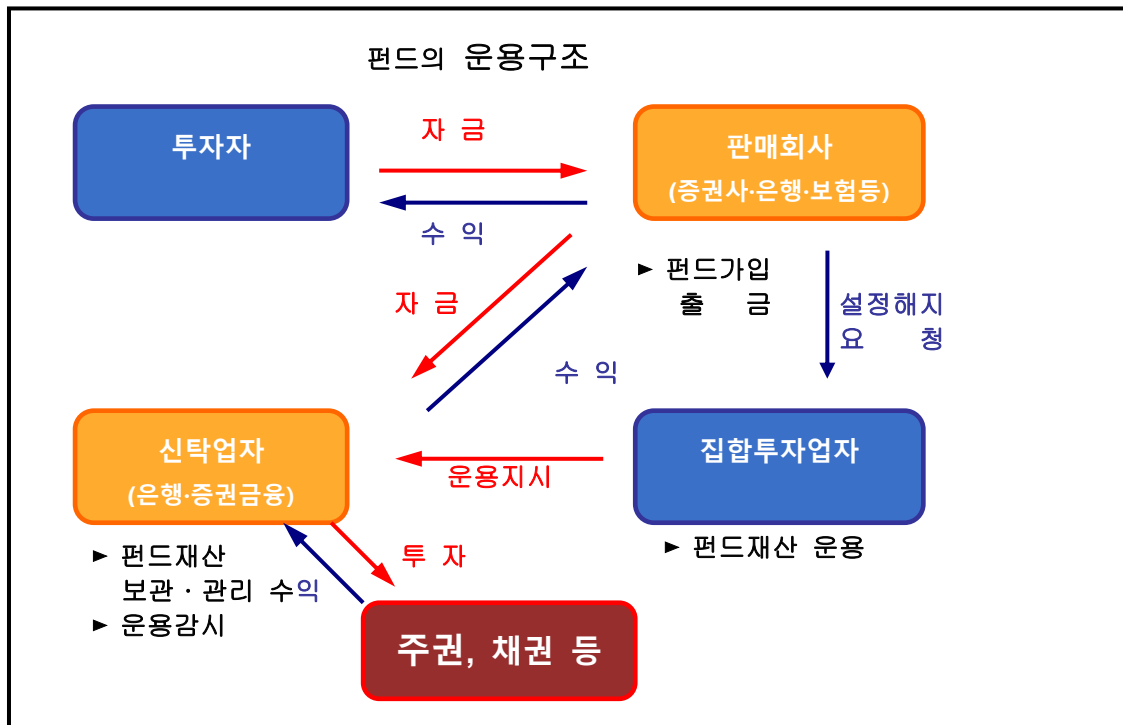 펀드의 운용구조
투자자
자 금
판매회사
(증권사·은행·보험등)
수 익
► 펀드가입
출 금
자 금
설정해지
요 청
수 익
신탁업자
(은행·증권금융)
운용지시
집합투자업자
► 펀드재산
보관 · 관리 수익
► 운용감시
투 자
► 펀드재산 운용
주권, 채권 등